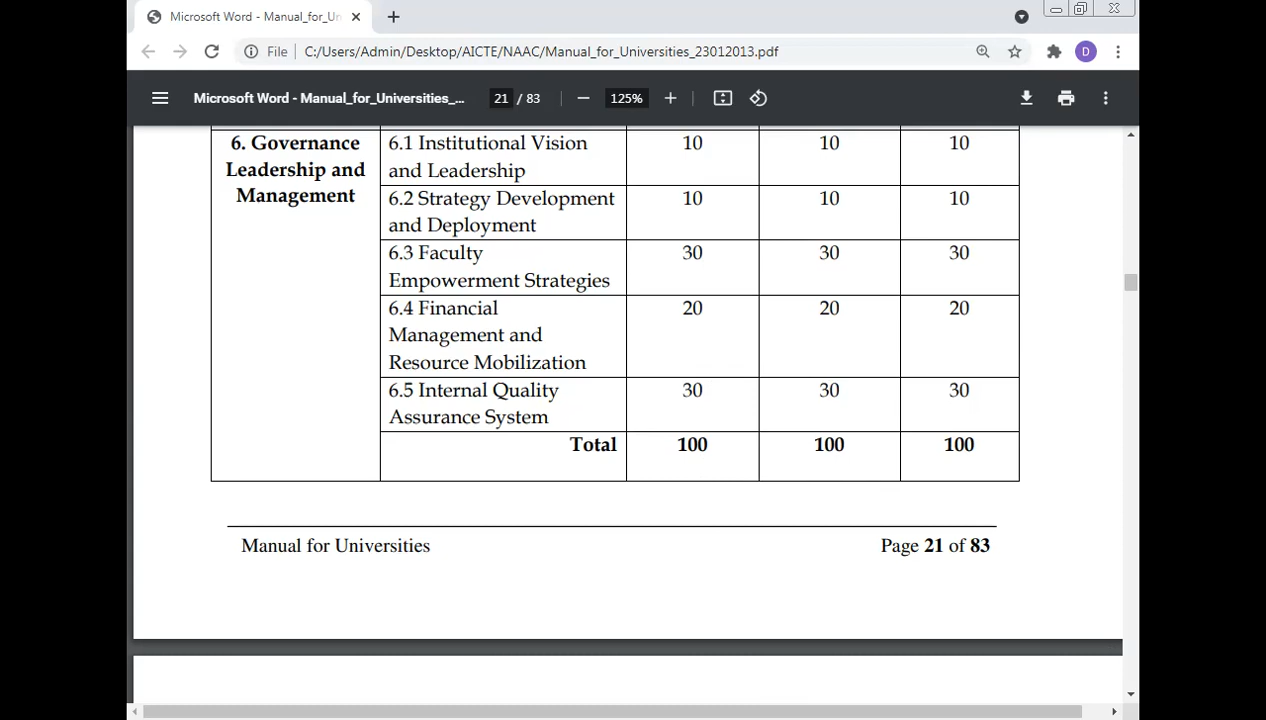 Microsoft Word - Manual_for_Un
File C:/Users/Admin/Desktop/AICTE/NAAC/Manual_for_Universities_23012013.pdf
D
Microsoft Word - Manual_for_Universities_...
21 / 83
125%
6. Governance
Leadership and
Management
6.1 Institutional Vision
and Leadership
10 10 10
6.2 Strategy Development
and Deployment
10 10 10
6.3 Faculty
Empowerment Strategies
30 30 30
6.4 Financial
Management and
Resource Mobilization
20 20 20
6.5 Internal Quality
Assurance System
30 30 30
Total 100 100 100
Manual for Universities
Page 21 of 83